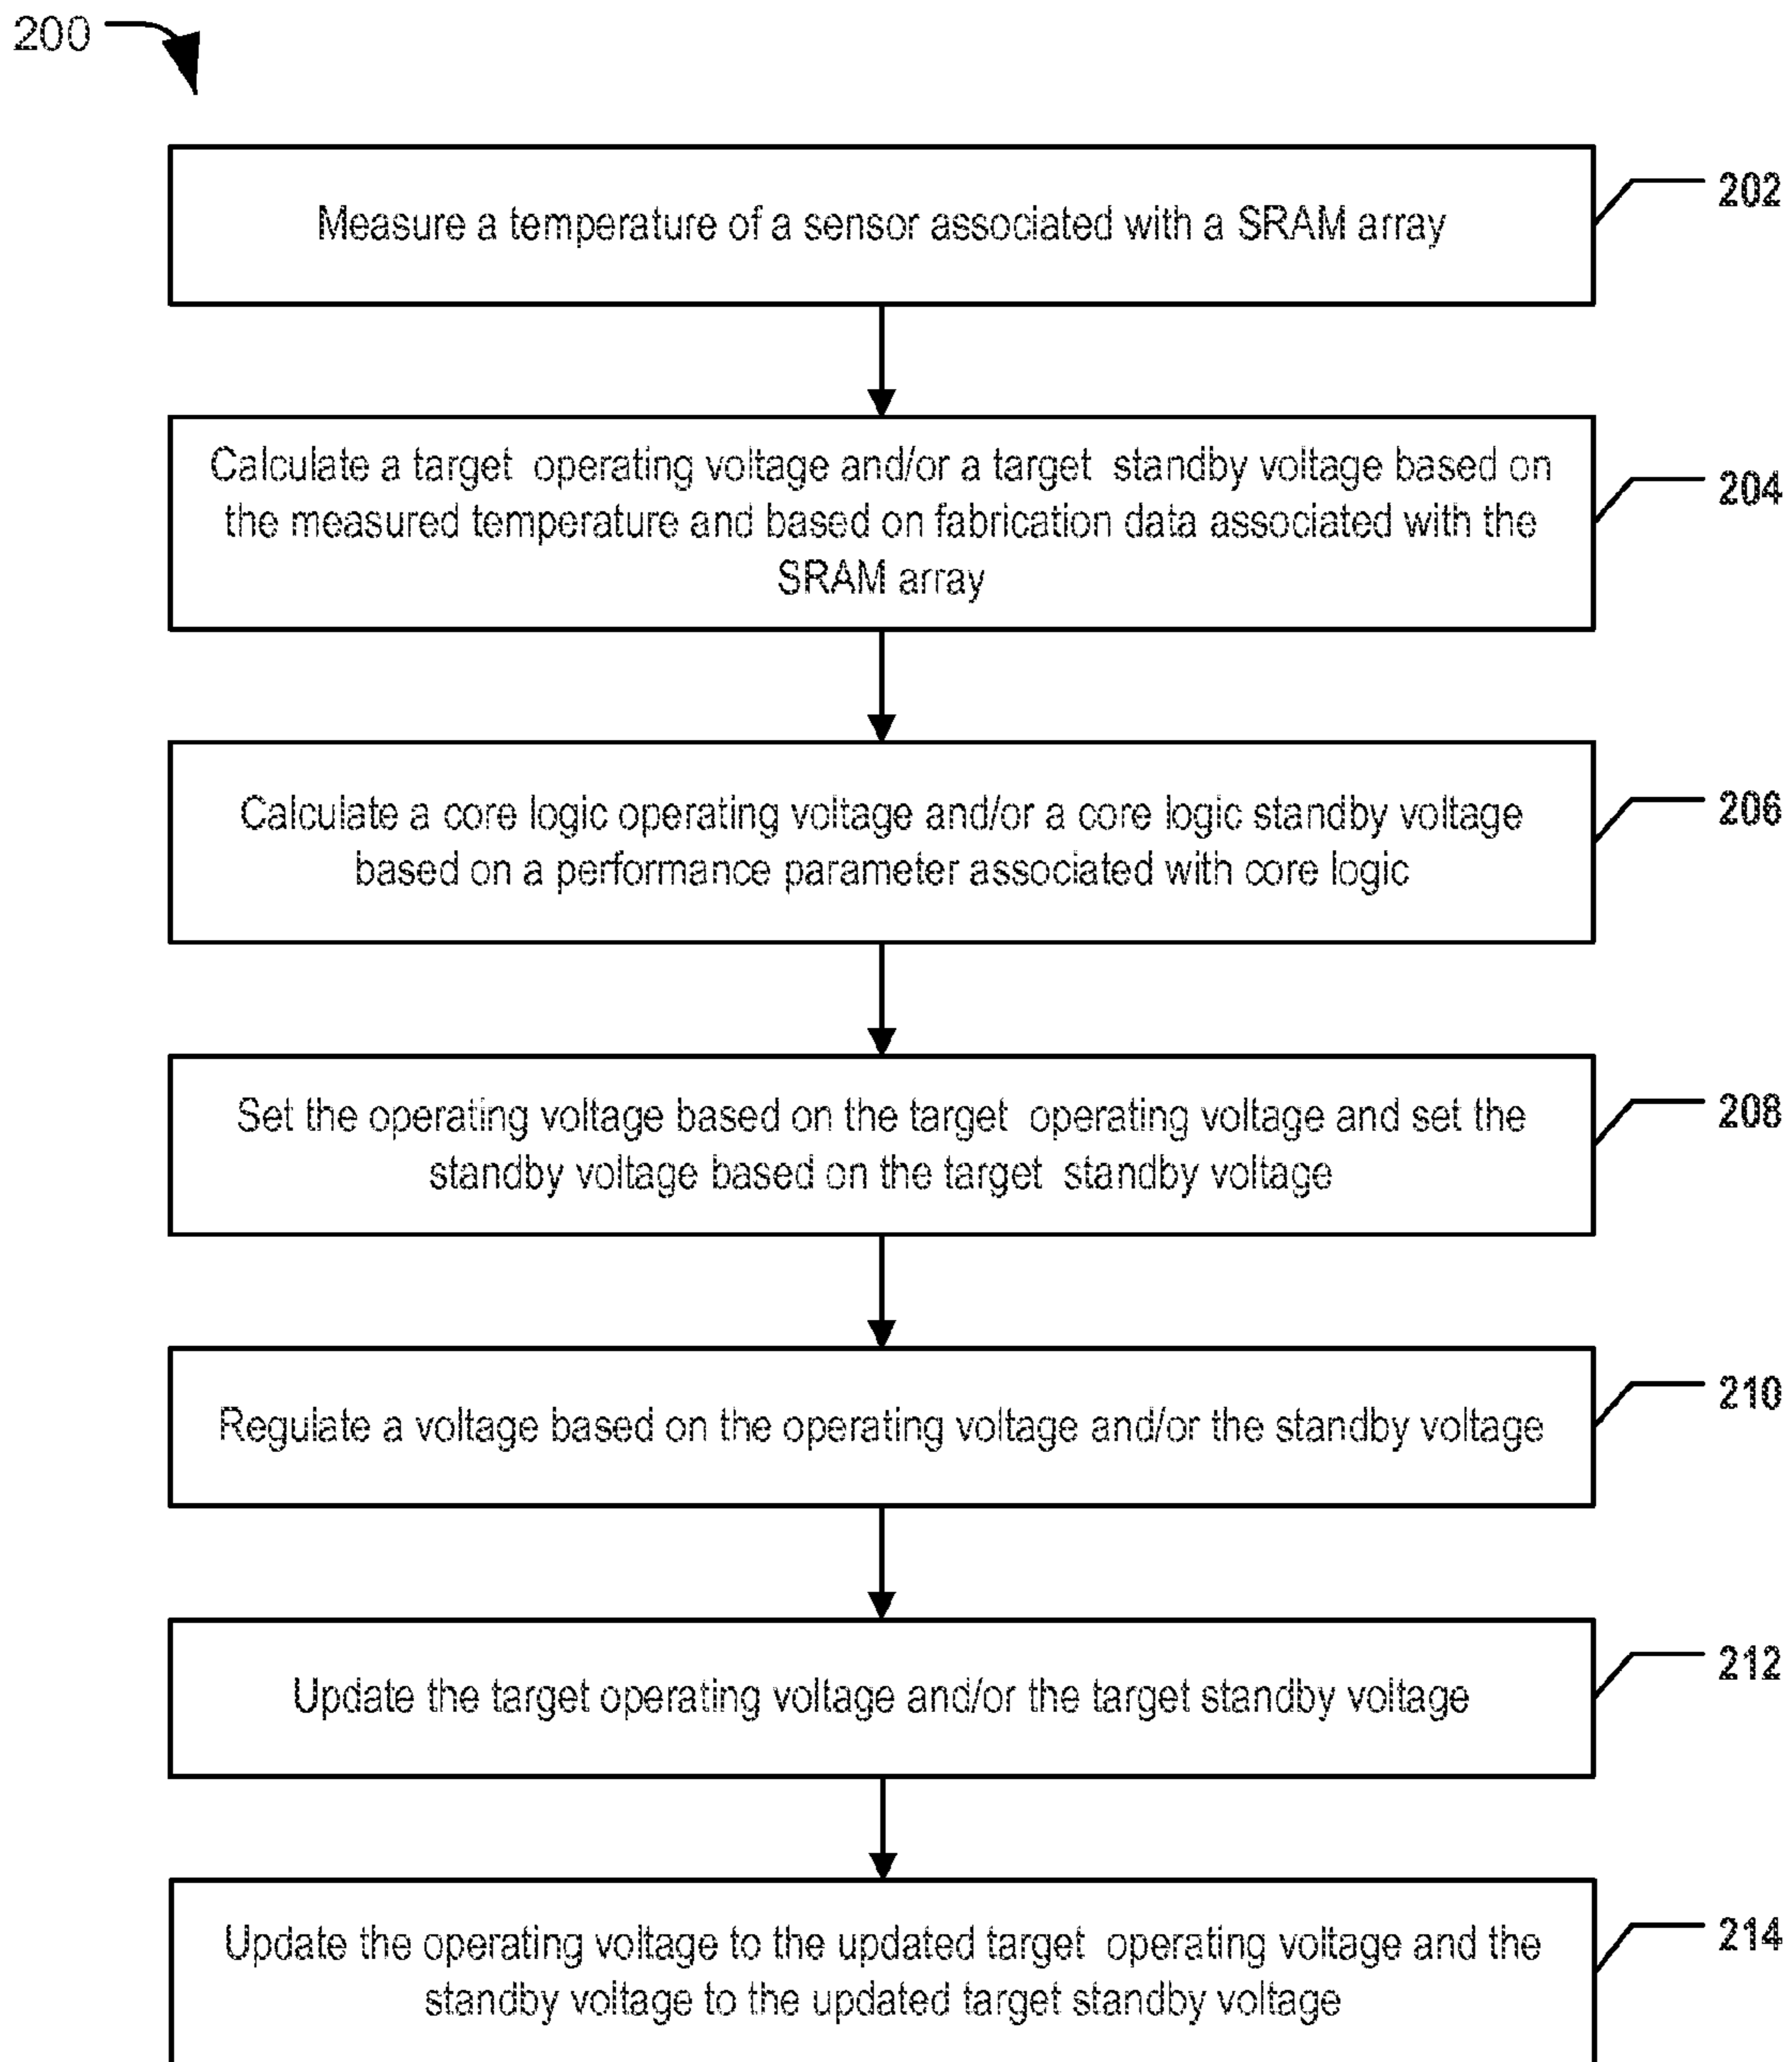 200
Measure a temperature of a sensor associated with a SRAM array
202
Calculate a target operating voltage and/or a target standby voltage based on
the measured temperature and based on fabrication data associated with the
SRAM array
204
Calculate a core logic operating voltage and/or a core logic standby voltage
based on a performance parameter associated with core logic
206
Set the operating voltage based on the target operating voltage and set the
standby voltage based on the target standby voltage
208
Regulate a voltage based on the operating voltage and/or the standby voltage
210
Update the target operating voltage and/or the target standby voltage
212
Update the operating voltage to the updated target operating voltage and the
standby voltage to the updated target standby voltage
214